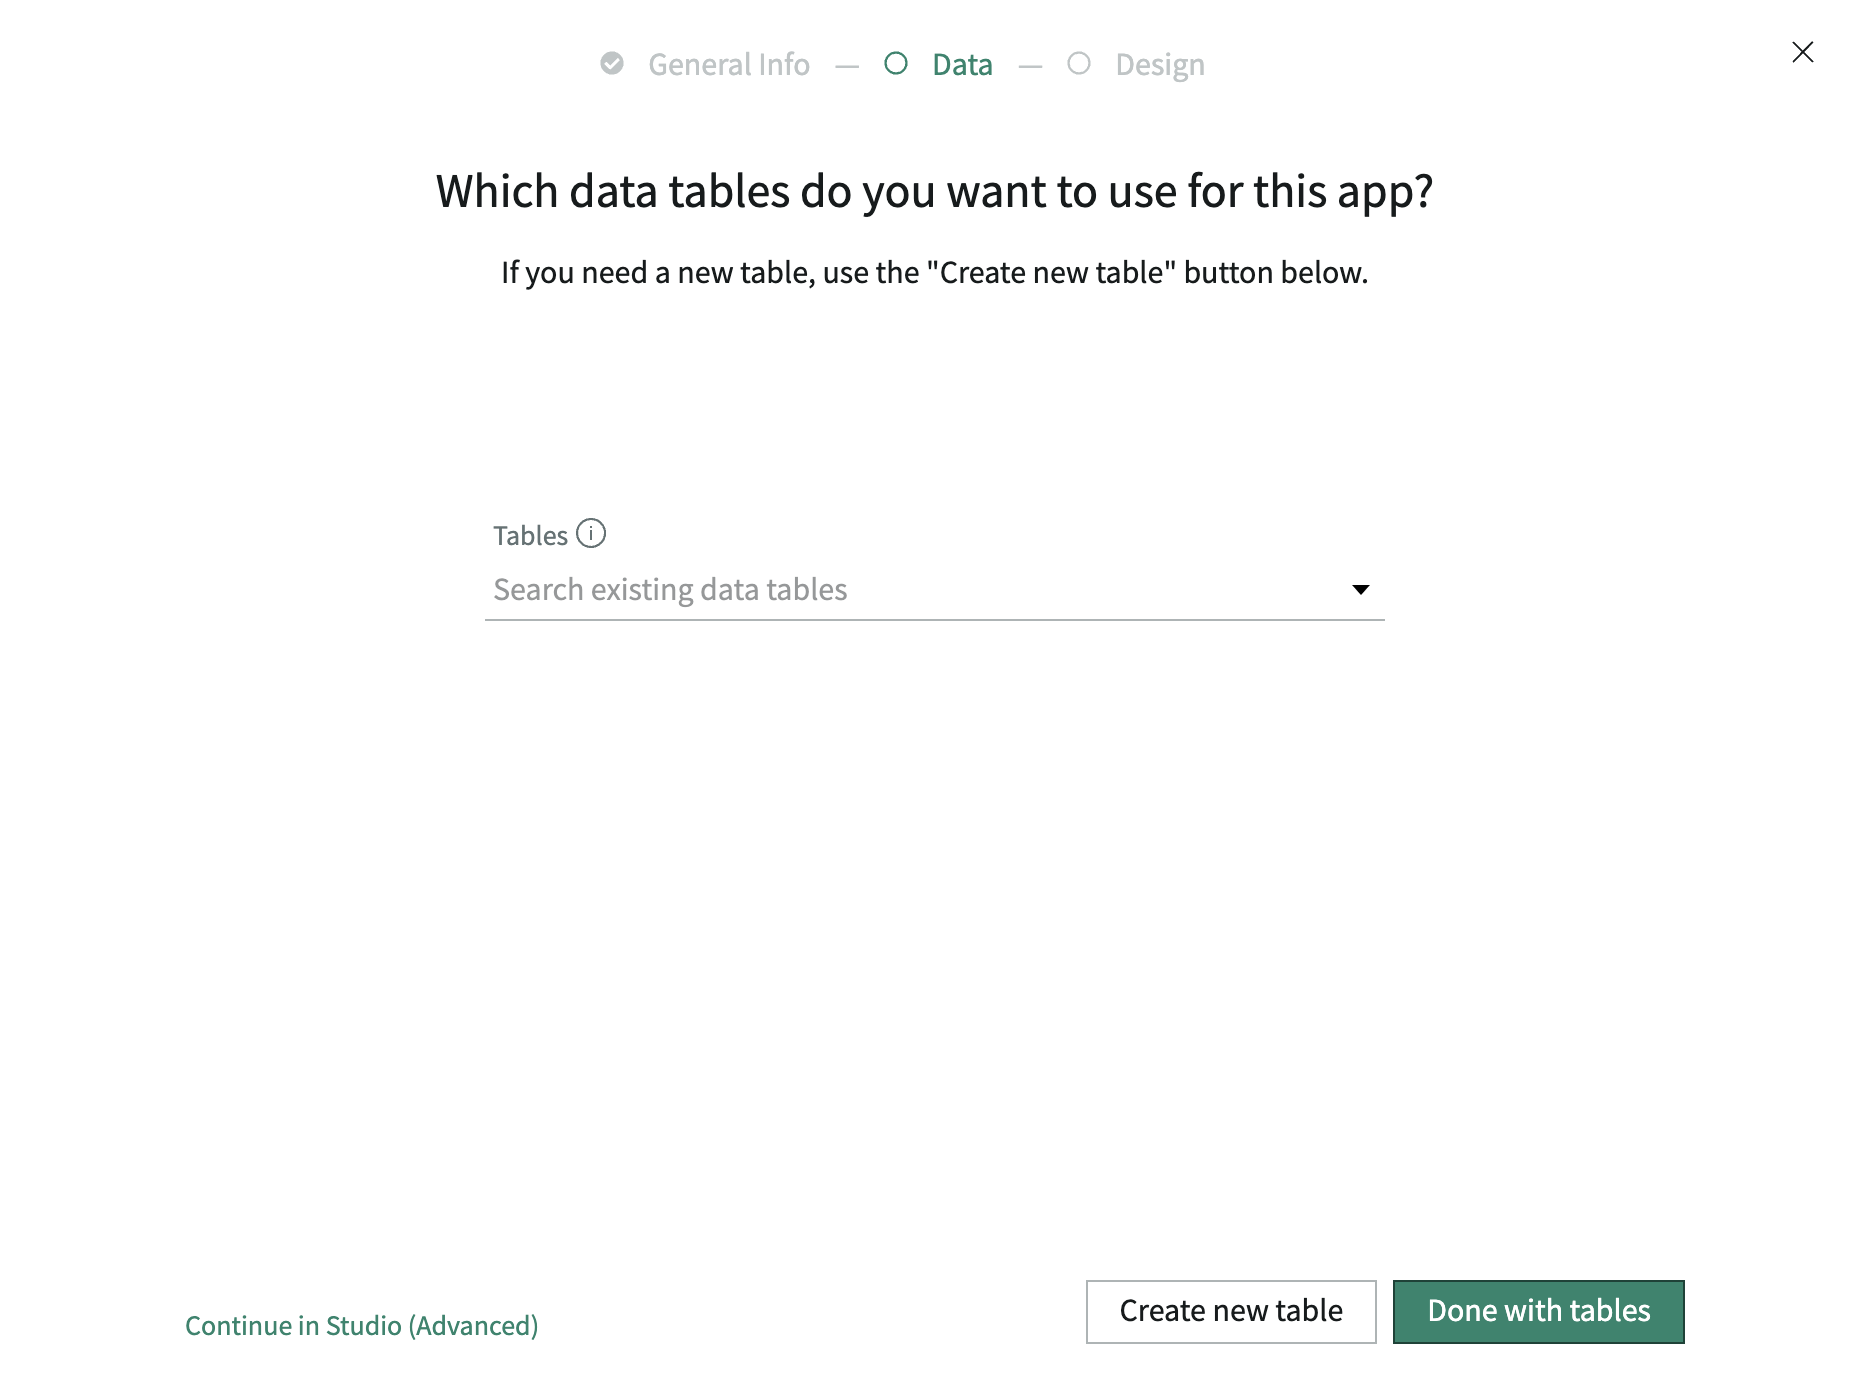 General Info — Data — Design
Which data tables do you want to use for this app?
If you need a new table, use the "Create new table" button below.
Tables
Search existing data tables
Continue in Studio (Advanced)
Create new table
Done with tables